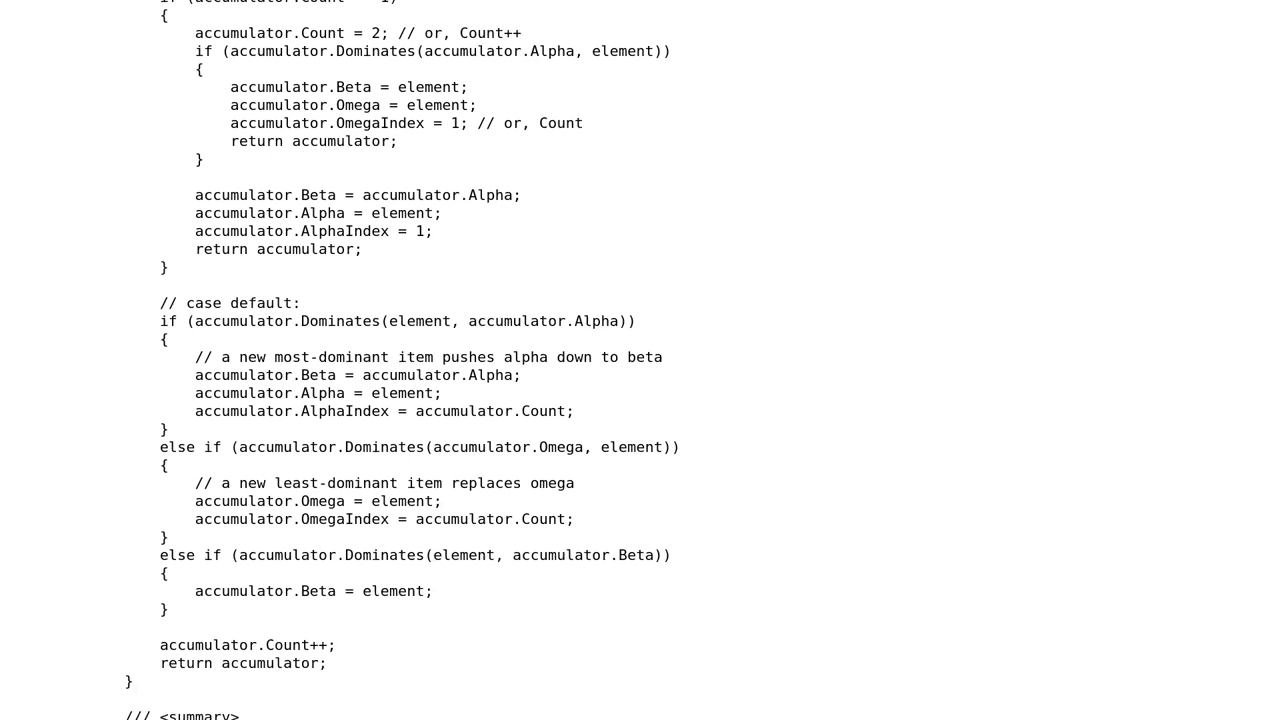 if (accumulator.Count == 1)
{
accumulator.Count = 2; // or, Count++
if (accumulator.Dominates(accumulator.Alpha, element))
{
accumulator.Beta = element;
accumulator.Omega = element;
accumulator.OmegaIndex = 1; // or, Count
return accumulator;
}
accumulator.Beta = accumulator.Alpha;
accumulator.Alpha = element;
accumulator.AlphaIndex = 1;
return accumulator;
}
// case default:
if (accumulator.Dominates(element, accumulator.Alpha))
{
// a new most-dominant item pushes alpha down to beta
accumulator.Beta = accumulator.Alpha;
accumulator.Alpha = element;
accumulator.AlphaIndex = accumulator.Count;
}
else if (accumulator.Dominates(accumulator.Omega, element))
{
// a new least-dominant item replaces omega
accumulator.Omega = element;
accumulator.OmegaIndex = accumulator.Count;
}
else if (accumulator.Dominates(element, accumulator.Beta))
{
accumulator.Beta = element;
}
accumulator.Count++;
return accumulator;
}
/// <summary>